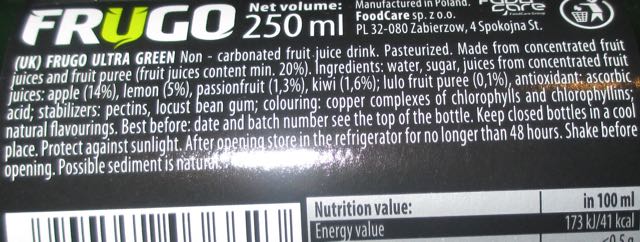 FRUGO
Net volume:
250 ml
Manufactured in Poland.
FoodCare sp. z o.o.
PL 32-080 Zabierzow, 4 Spokojna St.
(UK) FRUGO ULTRA GREEN Non - carbonated fruit juice drink. Pasteurized. Made from concentrated fruit
juices and fruit puree (fruit juices content min. 20%). Ingredients: water, sugar, juices from concentrated fruit
juices: apple (14%), lemon (5%), passionfruit (1,3%), kiwi (1,6%); lulo fruit puree (0,1%), antioxidant: ascorbic
acid; stabilizers: pectins, locust bean gum; colouring: copper complexes of chlorophylls and chlorophyllins;
natural flavourings. Best before: date and batch number see the top of the bottle. Keep closed bottles in a cool
place. Protect against sunlight. After opening store in the refrigerator for no longer than 48 hours. Shake before
opening. Possible sediment is natural.
Nutrition value:
in 100 ml
Energy value
173 kJ/41 kcal